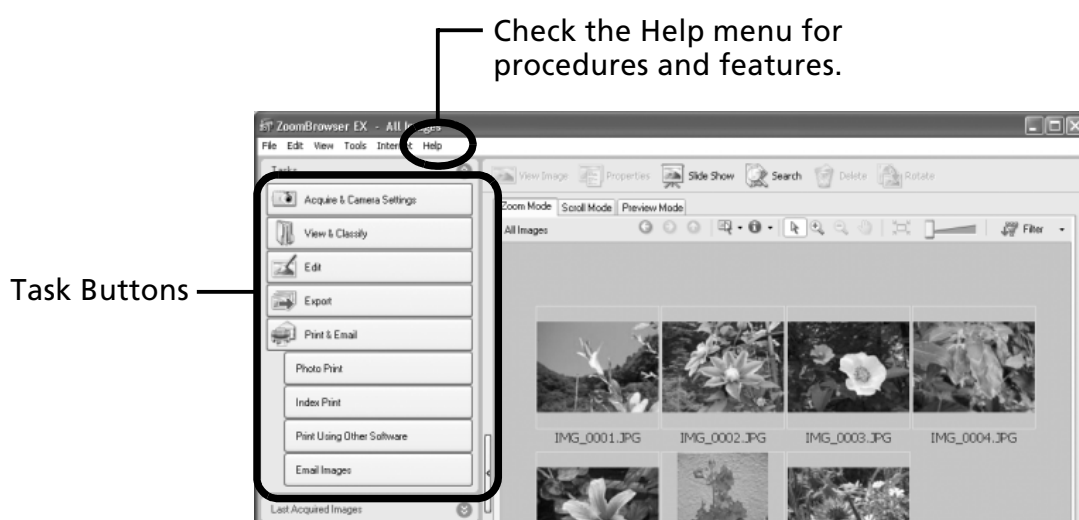 Check the Help menu for
procedures and features.
ZoomBrowser EX - All Images
File Edit View Tools Internet Help
Tasks
View Image Properties Slide Show Search Delete Rotate
Acquire & Camera Settings
Zoom Mode Scroll Mode Preview Mode
All Images
Filter
View & Classify
Edit
Task Buttons
Export
Print & Email
Photo Print
Index Print
Print Using Other Software
Email Images
IMG_0001.JPG IMG_0002.JPG IMG_0003.JPG IMG_0004.JPG
Last Acquired Images